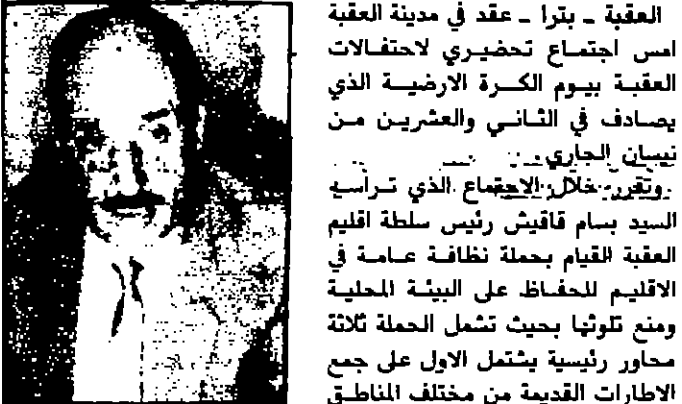 العقبة ـ بترا ـ عقد في مدينة العقبة
امس اجتماع تحضيري لاحتفالات
العقبة بيوم الكرة الارضية الذي
يصادف في الثاني والعشرين من
نيسان الجاري
وتقرر خلال الاجتماع الذي تراسه
السيد بسام قاقيش رئيس سلطة اقليم
العقبة القيام بحملة نظافة عامة في
الاقليم للحفاظ على البيئة المحلية
ومنع تلوثها بحيث تشمل الحملة ثلاثة
محاور رئيسية يشتمل الاول على جمع
الاطارات القديمة من مختلف المناطق